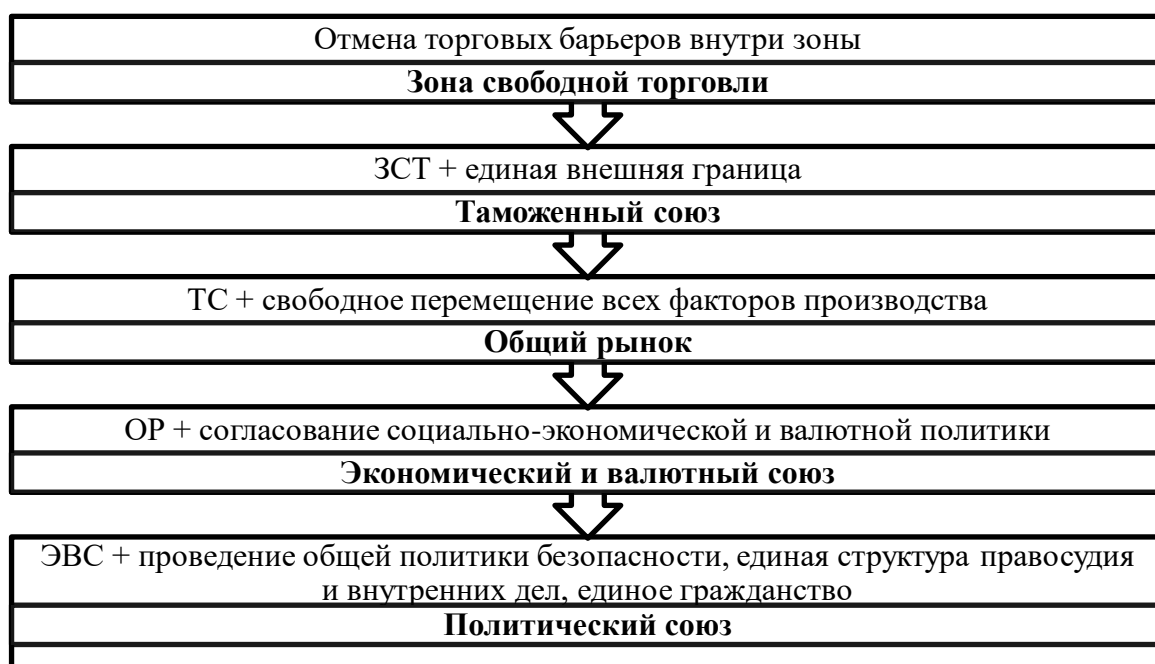 Отмена торговых барьеров внутри зоны
Зона свободной торговли
ЗСТ + единая внешняя граница
Таможенный союз
ТС + свободное перемещение всех факторов производства
Общий рынок
ОР + согласование социально-экономической и валютной политики
Экономический и валютный союз
ЭВС + проведение общей политики безопасности, единая структура правосудия
и внутренних дел, единое гражданство
Политический союз